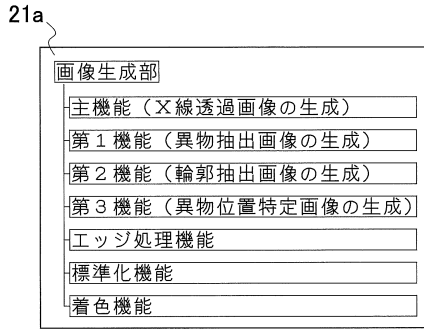 21a
画像生成部
主機能（X線透過画像の生成）
第1機能（異物抽出画像の生成）
第2機能（輪郭抽出画像の生成）
第3機能（異物位置特定画像の生成）
エッジ処理機能
標準化機能
着色機能